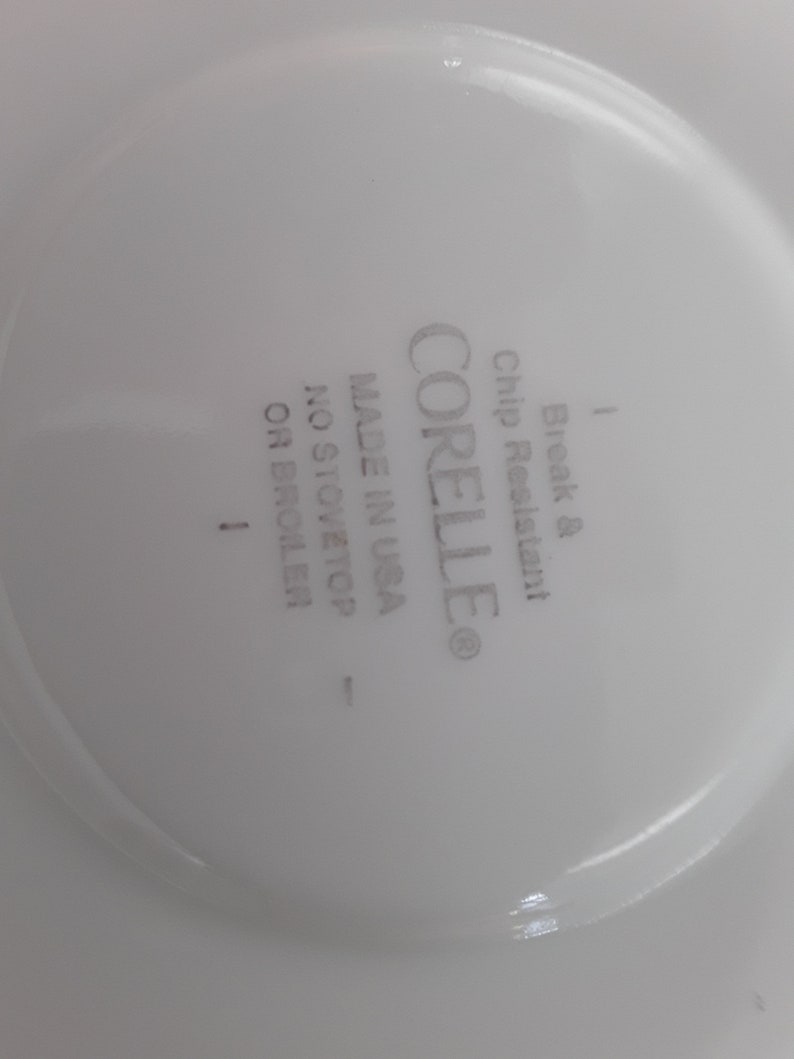 Break &
Chip Resistant
CORELLE®
MADE IN USA
NO STOVETOP
OR BROILER